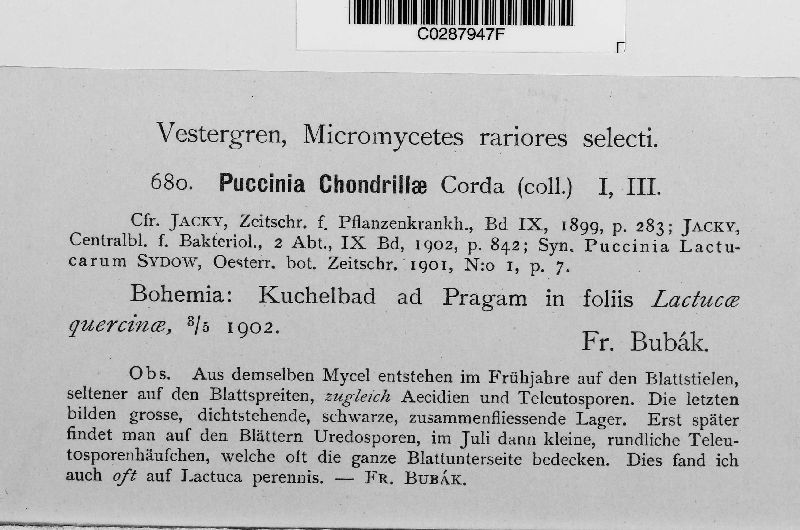 C0287947F
Vestergren, Micromycetes rariores selecti.
680. Puccinia Chondrillæ Corda (coll.) I, III.
Cfr. JACKY, Zeitschr. f. Pflanzenkrankh., Bd IX, 1899, p. 283; JACKY,
Centralbl. f. Bakteriol., 2 Abt., IX Bd, 1902, p. 842; Syn. Puccinia Lactu-
carum SYDOW, Oesterr. bot. Zeitschr. 1901, N:o 1, p. 7.
Bohemia: Kuchelbad ad Pragam in foliis Lactucæ
quercinæ, 8/5 1902.
Fr. Bubák.
Obs. Aus demselben Mycel entstehen im Frühjahre auf den Blattstielen,
seltener auf den Blattspreiten, zugleich Aecidien und Teleutosporen. Die letzten
bilden grosse, dichtstehende, schwarze, zusammenfliessende Lager. Erst später
findet man auf den Blättern Uredosporen, im Juli dann kleine, rundliche Teleu-
tosporenhäufchen, welche oft die ganze Blattunterseite bedecken. Dies fand ich
auch oft auf Lactuca perennis. — FR. BUBÁK.